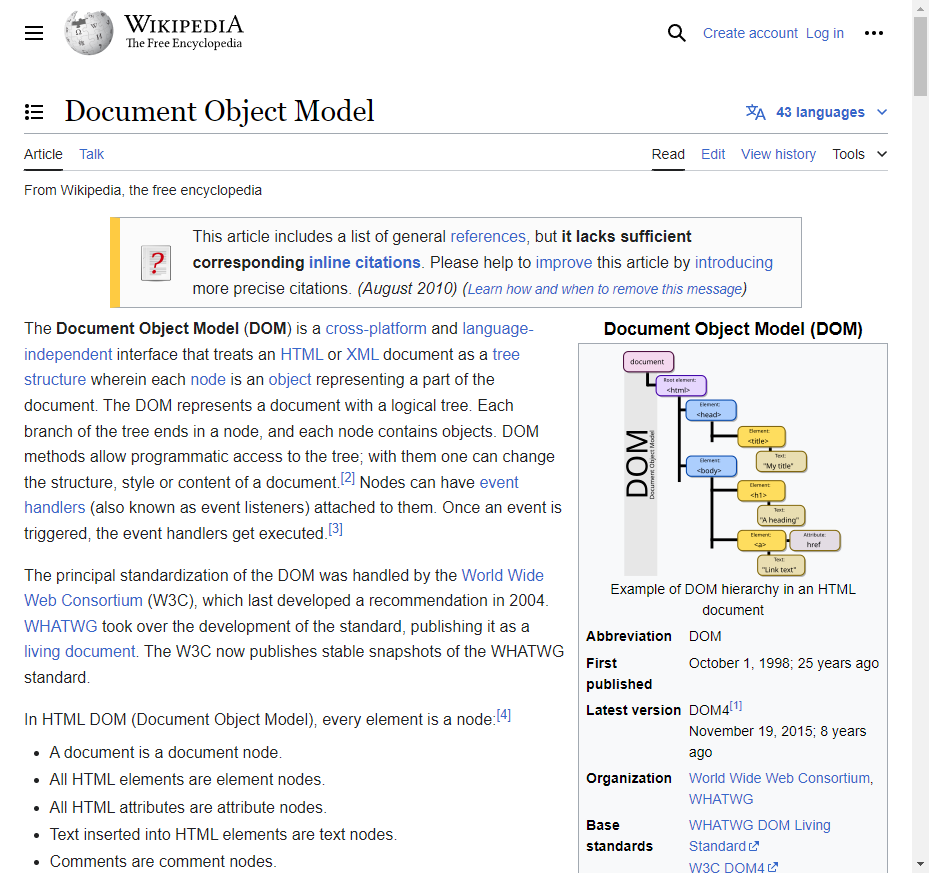 WIKIPEDIA
The Free Encyclopedia
Create account Log in
Document Object Model
43 languages
Article Talk
Read Edit View history Tools
From Wikipedia, the free encyclopedia
This article includes a list of general references, but it lacks sufficient
corresponding inline citations. Please help to improve this article by introducing
more precise citations. (August 2010) (Learn how and when to remove this message)
The Document Object Model (DOM) is a cross-platform and language-
independent interface that treats an HTML or XML document as a tree
structure wherein each node is an object representing a part of the
document. The DOM represents a document with a logical tree. Each
branch of the tree ends in a node, and each node contains objects. DOM
methods allow programmatic access to the tree; with them one can change
the structure, style or content of a document.[2] Nodes can have event
handlers (also known as event listeners) attached to them. Once an event is
triggered, the event handlers get executed.[3]
The principal standardization of the DOM was handled by the World Wide
Web Consortium (W3C), which last developed a recommendation in 2004.
WHATWG took over the development of the standard, publishing it as a
living document. The W3C now publishes stable snapshots of the WHATWG
standard.
In HTML DOM (Document Object Model), every element is a node:[4]
• A document is a document node.
• All HTML elements are element nodes.
• All HTML attributes are attribute nodes.
• Text inserted into HTML elements are text nodes.
• Comments are comment nodes.
Document Object Model (DOM)
DOM
Document Object Model
document
Root element:
<html>
Element:
<head>
Element:
<title>
Text:
"My title"
Element:
<body>
Element:
<h1>
Text:
"A heading"
Element:
<a>
Attribute:
href
Text:
"Link text"
Example of DOM hierarchy in an HTML
document
Abbreviation DOM
First published October 1, 1998; 25 years ago
Latest version DOM4[1]
November 19, 2015; 8 years
ago
Organization World Wide Web Consortium,
WHATWG
Base standards WHATWG DOM Living
Standard
W3C DOM4